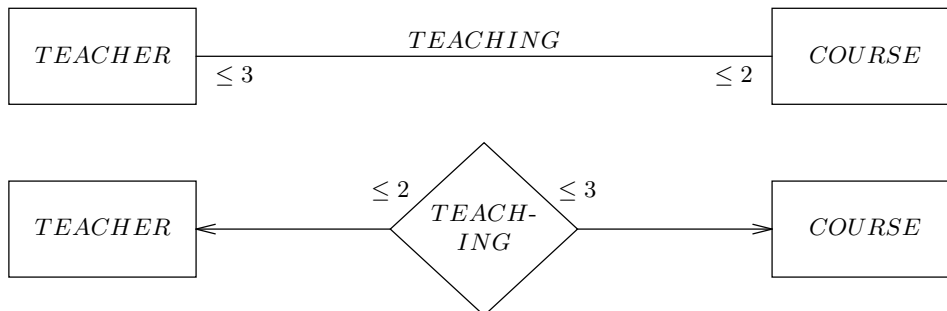 TEACHING
TEACHER COURSE
≤ 3 ≤ 2
≤ 2 ≤ 3
TEACHER TEACH- COURSE
ING